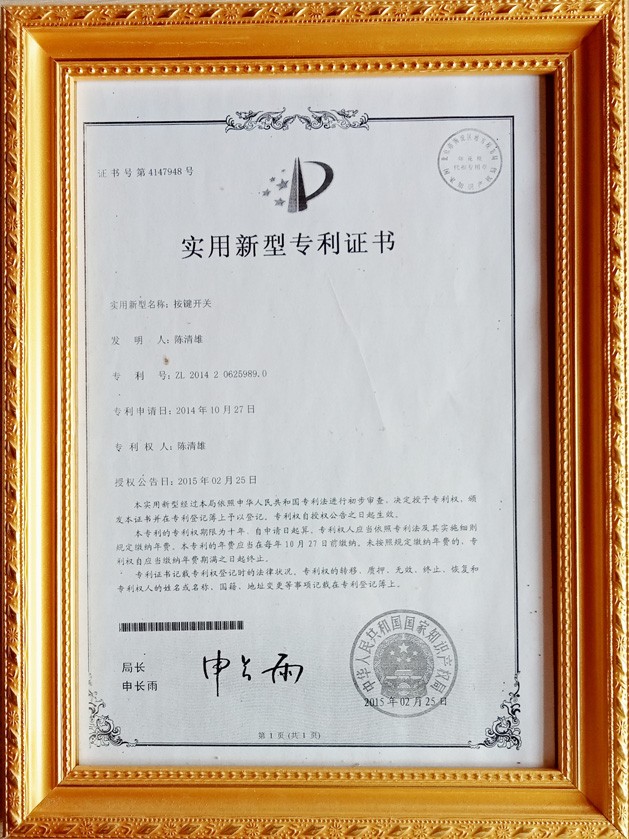 证书号第4147948号
实用新型专利证书
实用新型名称：按键开关
发 明 人：陈清雄
专 利 号：ZL 2014 2 0625989.0
专利申请日：2014年10月27日
专 利 权 人：陈清雄
授权公告日：2015年02月25日
本实用新型经过本局依照中华人民共和国专利法进行初步审查，决定授予专利权，颁
发本证书并在专利登记簿上予以登记。专利权自授权公告之日起生效。
本专利的专利权期限为十年，自申请日起算。专利权人应当依照专利法及其实施细则
规定缴纳年费。本专利的年费应当在每年10月27日前缴纳。未按照规定缴纳年费的，专
利权自应当缴纳年费期满之日起终止。
专利证书记载专利权登记时的法律状况。专利权的转移、质押、无效、终止、恢复和
专利权人的姓名或名称、国籍、地址变更等事项记载在专利登记簿上。
局长
申长雨
申长雨
中华人民共和国国家知识产权局
2015年02月25日
第 1 页 (共 1 页)